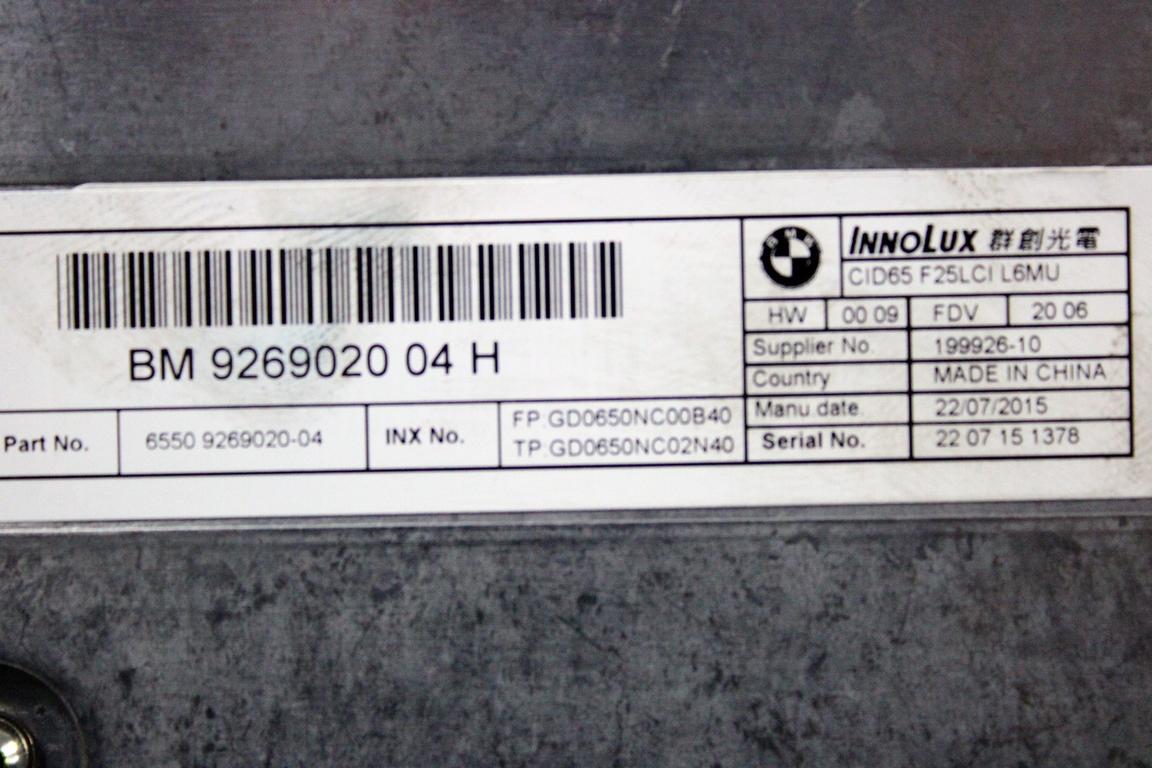 BM 9269020 04 H
Part No. 6550 9269020-04 INX No. FP.GD0650NC00B40
TP.GD0650NC02N40
BMW INNOLUX 群創光電
CID65 F25LCI L6MU
HW 00 09 FDV 20 06
Supplier No. 199926-10
Country MADE IN CHINA
Manu.date. 22/07/2015
Serial No. 22 07 15 1378